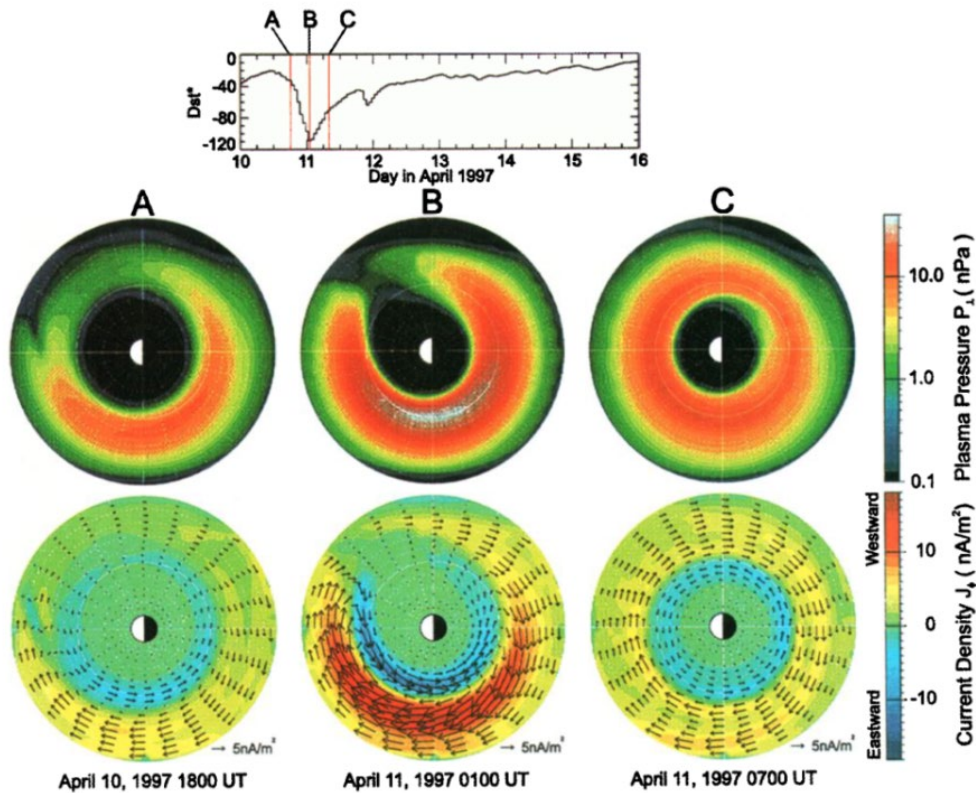 A B C
0
-40
-80
-120
Dst*
10 11 12 13 14 15 16
Day in April 1997
A B C
10.0
1.0
0.1
Plasma Pressure P⊥ ( nPa)
Westward
10
0
-10
Eastward
Current Density Jϕ ( nA/m²)
5nA/m² 5nA/m² 5nA/m²
April 10, 1997 1800 UT April 11, 1997 0100 UT April 11, 1997 0700 UT